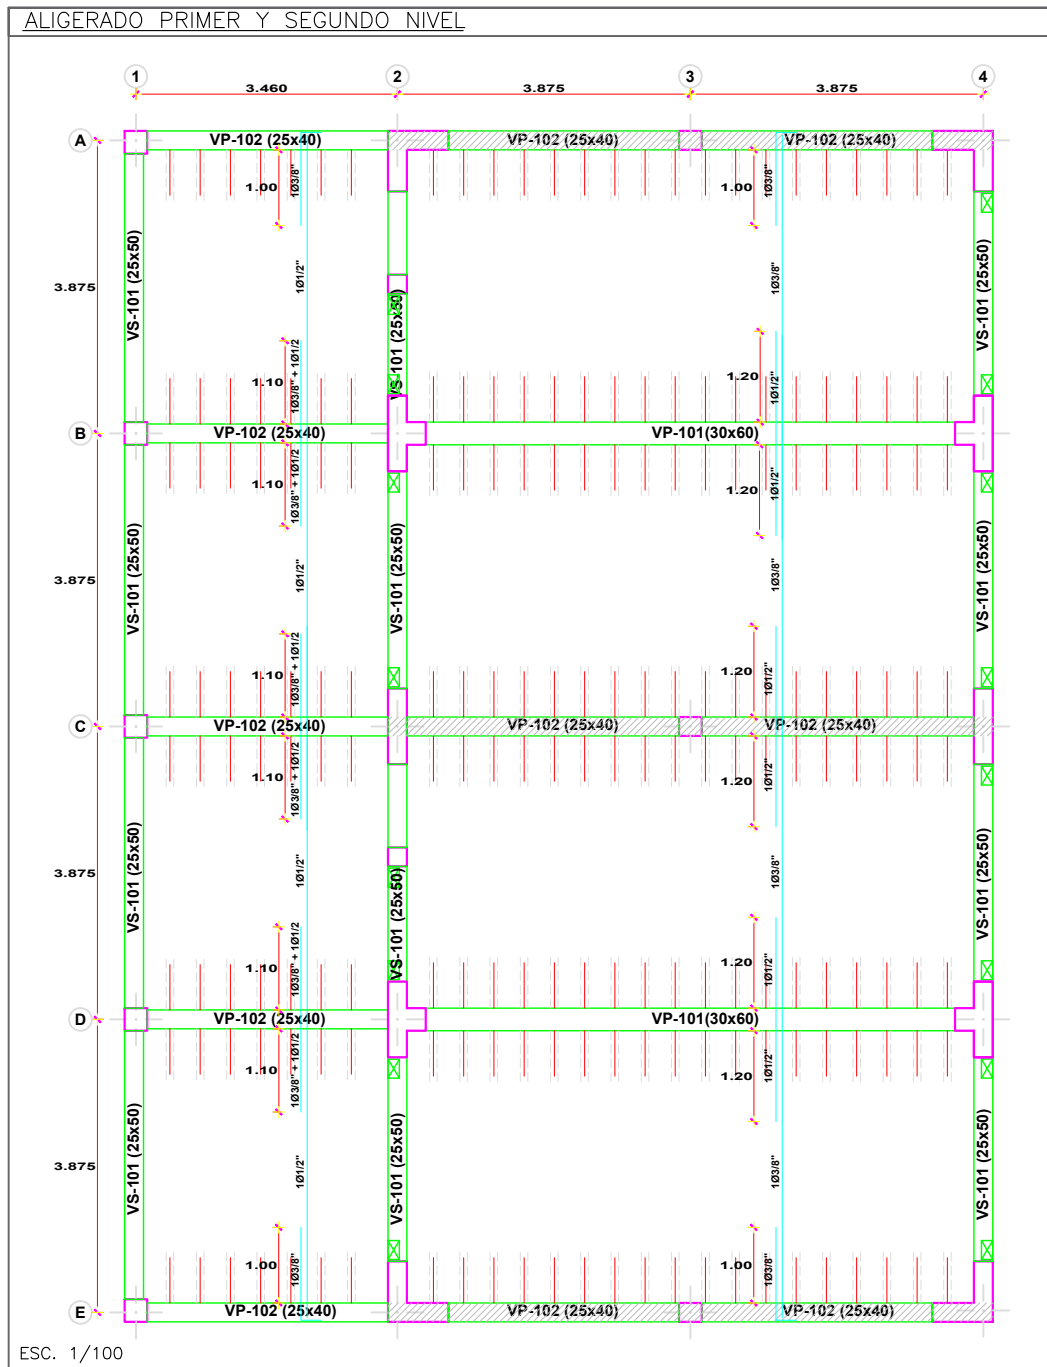 ALIGERADO PRIMER Y SEGUNDO NIVEL
1 2 3 4
3.460 3.875 3.875
A
VP-102 (25x40) VP-102 (25x40) VP-102 (25x40)
1.00 1Ø3/8" 1.00 1Ø3/8"
3.875
VS-101 (25x50) 1Ø1/2" VS-101 (25x50) 1Ø3/8" VS-101 (25x50)
1.10 1Ø3/8" + 1Ø1/2 1.20 1Ø1/2"
B
VP-102 (25x40) VP-101(30x60)
1.10 1Ø3/8" + 1Ø1/2 1.20 1Ø1/2"
3.875
VS-101 (25x50) 1Ø1/2" VS-101 (25x50) 1Ø3/8" VS-101 (25x50)
1.10 1Ø3/8" + 1Ø1/2 1.20 1Ø1/2"
C
VP-102 (25x40) VP-102 (25x40) VP-102 (25x40)
1.10 1Ø3/8" + 1Ø1/2 1.20 1Ø1/2"
3.875
VS-101 (25x50) 1Ø1/2" VS-101 (25x50) 1Ø3/8" VS-101 (25x50)
1.10 1Ø3/8" + 1Ø1/2 1.20 1Ø1/2"
D
VP-102 (25x40) VP-101(30x60)
1.10 1Ø3/8" + 1Ø1/2 1.20 1Ø1/2"
3.875
VS-101 (25x50) 1Ø1/2" VS-101 (25x50) 1Ø3/8" VS-101 (25x50)
1.00 1Ø3/8" 1.00 1Ø3/8"
E
VP-102 (25x40) VP-102 (25x40) VP-102 (25x40)
ESC. 1/100